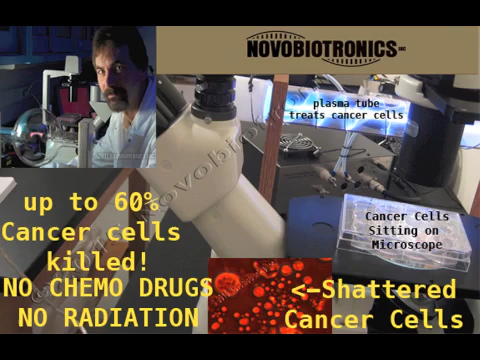 NOVOBIOTRONICS INC
plasma tube
treats cancer cells
up to 60%
Cancer cells
killed!
NO CHEMO DRUGS
NO RADIATION
Cancer Cells
Sitting on
Microscope
<—Shattered
Cancer Cells